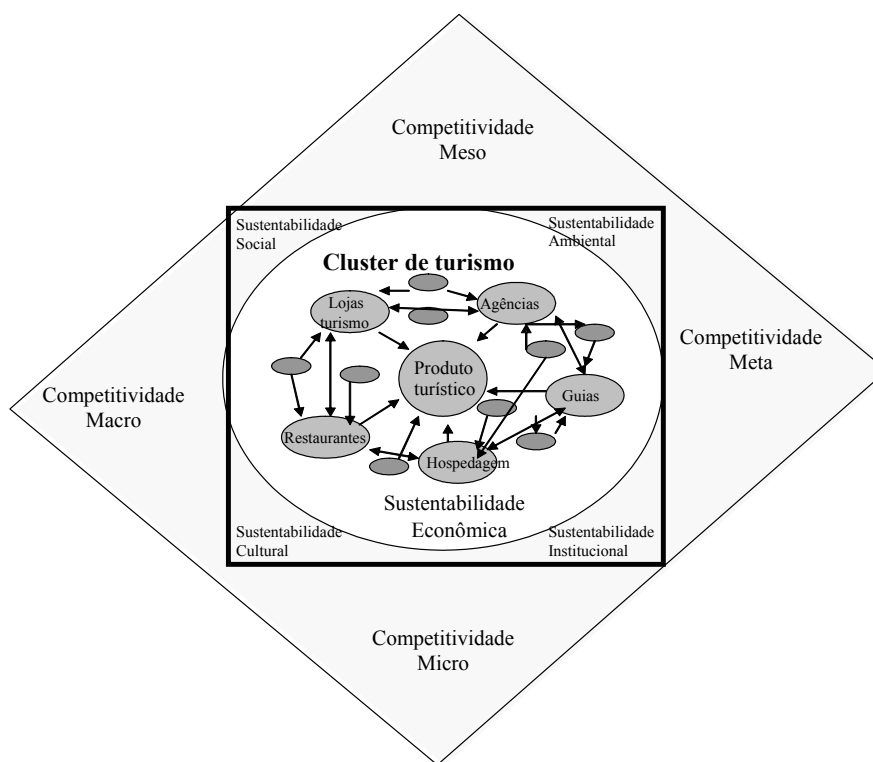 Competitividade
Meso
Sustentabilidade
Social
Sustentabilidade
Ambiental
Cluster de turismo
Lojas
turismo
Agências
Competitividade
Meta
Produto
turístico
Competitividade
Macro
Guias
Restaurantes
Hospedagem
Sustentabilidade
Econômica
Sustentabilidade
Cultural
Sustentabilidade
Institucional
Competitividade
Micro